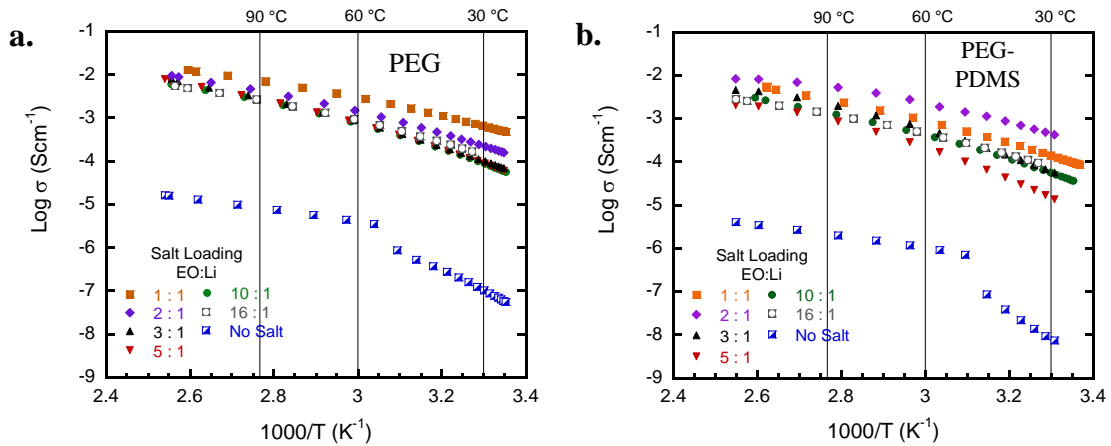 a.
90 °C 60 °C 30 °C
PEG
Log σ (Scm⁻¹)
-1
-2
-3
-4
-5
-6
-7
-8
-9
Salt Loading
EO:Li
1 : 1 10 : 1
2 : 1 16 : 1
3 : 1 No Salt
5 : 1
2.4 2.6 2.8 3.0 3.2 3.4
1000/T (K⁻¹)
b.
90 °C 60 °C 30 °C
PEG-
PDMS
Log σ (Scm⁻¹)
-1
-2
-3
-4
-5
-6
-7
-8
-9
Salt Loading
EO:Li
1 : 1 10 : 1
2 : 1 16 : 1
3 : 1 No Salt
5 : 1
2.4 2.6 2.8 3.0 3.2 3.4
1000/T (K⁻¹)